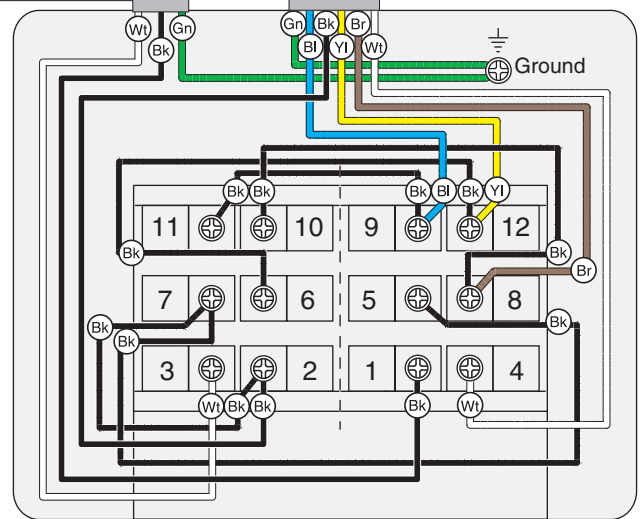 Wt Gn Gn Bk Br
Bk Bl Yl Wt
Ground
Bk Bk Bk Bl Bk Yl
11 10 9 12
Bk Bk
Br
7 6 5 8
Bk Bk
Bk
3 2 1 4
Wt Bk Bk Bk Wt